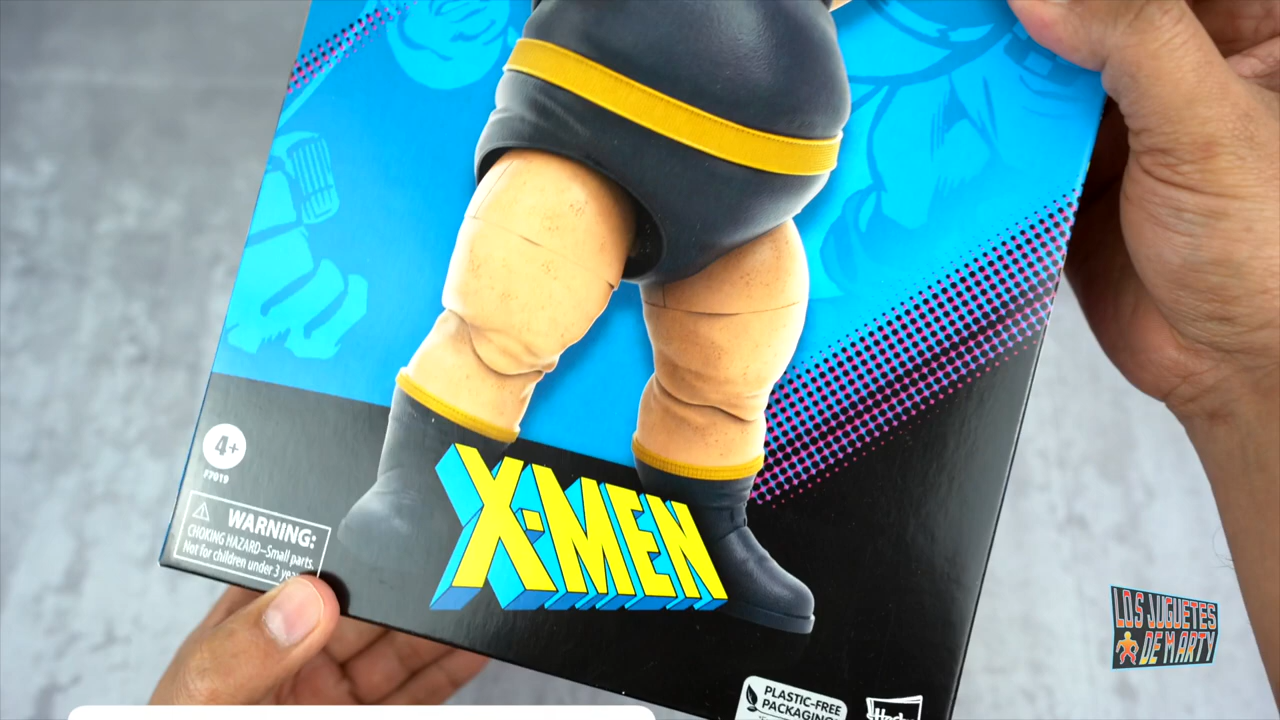 4+
F7019
WARNING:
CHOKING HAZARD–Small parts.
Not for children under 3
X·MEN
PLASTIC-FREE
PACKAGING
LOS JUGUETES
DE MARTY